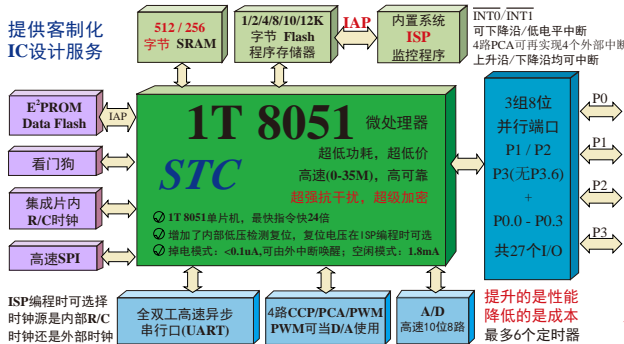 提供客制化
IC设计服务
512 / 256
字节 SRAM
1/2/4/8/10/12K
字节 Flash
程序存储器
IAP
内置系统
ISP
监控程序
INT0/INT1
可下降沿/低电平中断
4路PCA可再实现4个外部中断
上升沿/下降沿均可中断
E²PROM
Data Flash
IAP
看门狗
集成片内
R/C时钟
高速SPI
1T 8051 微处理器
STC
超低功耗，超低价
高速(0-35M)，高可靠
超强抗干扰，超级加密
1T 8051单片机，最快指令快24倍
增加了内部低压检测复位，复位电压在ISP编程时可选
掉电模式：<0.1uA,可由外中断唤醒；空闲模式：1.8mA
3组8位
并行端口
P1 / P2
P3(无P3.6)
+
P0.0 - P0.3
共27个I/O
P0
P1
P2
P3
ISP编程时可选择
时钟源是内部R/C
时钟还是外部时钟
全双工高速异步
串行口(UART)
4路CCP/PCA/PWM
PWM可当D/A使用
A/D
高速10位8路
提升的是性能
降低的是成本
最多6个定时器